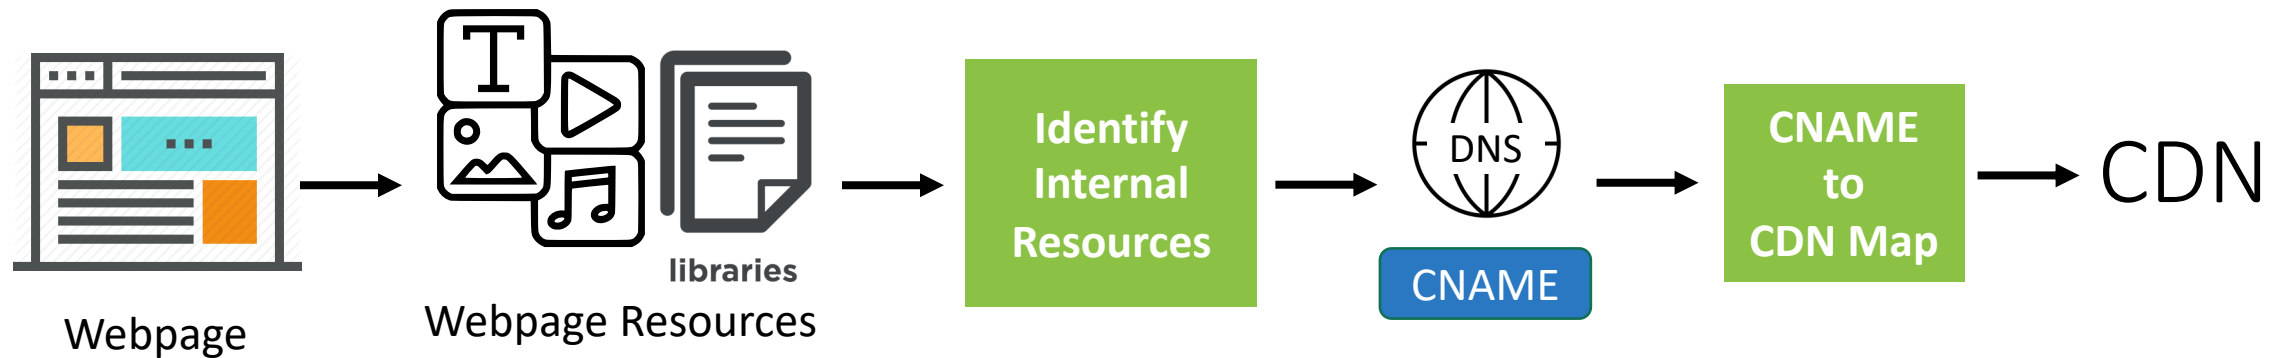 Webpage
T
libraries
Webpage Resources
Identify
Internal
Resources
DNS
CNAME
CNAME
to
CDN Map
CDN